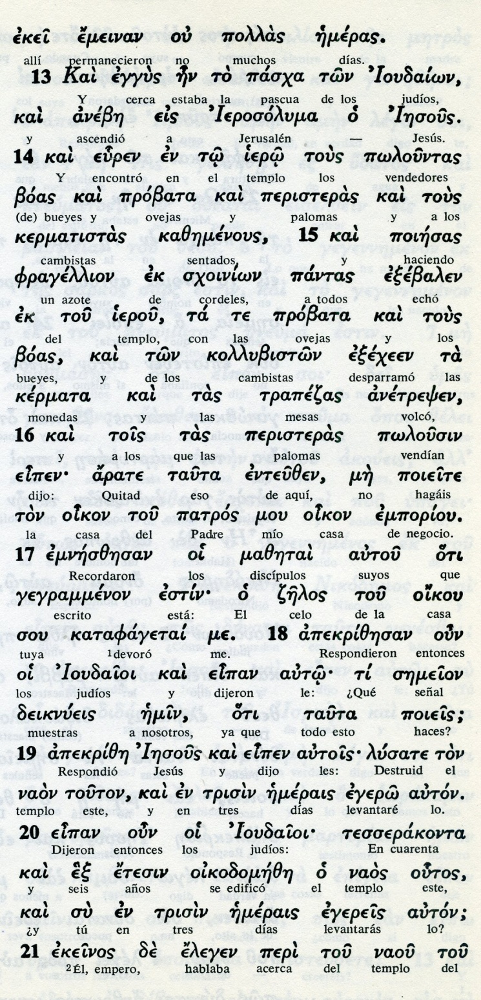 ἐκεῖ ἔμειναν οὐ πολλὰς ἡμέρας.
allí permanecieron no muchos días.
13 Καὶ ἐγγὺς ἦν τὸ πάσχα τῶν Ἰουδαίων,
Y cerca estaba la pascua de los judíos,
καὶ ἀνέβη εἰς Ἱεροσόλυμα ὁ Ἰησοῦς.
y ascendió a Jerusalén — Jesús.
14 καὶ εὗρεν ἐν τῷ ἱερῷ τοὺς πωλοῦντας
Y encontró en el templo los vendedores
βόας καὶ πρόβατα καὶ περιστερὰς καὶ τοὺς
(de) bueyes y ovejas y palomas y a los
κερματιστὰς καθημένους, 15 καὶ ποιήσας
cambistas sentados, y haciendo
φραγέλλιον ἐκ σχοινίων πάντας ἐξέβαλεν
un azote de cordeles, a todos echó
ἐκ τοῦ ἱεροῦ, τά τε πρόβατα καὶ τοὺς
del templo, con las ovejas y los
βόας, καὶ τῶν κολλυβιστῶν ἐξέχεεν τὰ
bueyes, y de los cambistas desparramó las
κέρματα καὶ τὰς τραπέζας ἀνέτρεψεν,
monedas y las mesas volcó,
16 καὶ τοῖς τὰς περιστερὰς πωλοῦσιν
y a los que las palomas vendían
εἶπεν· ἄρατε ταῦτα ἐντεῦθεν, μὴ ποιεῖτε
dijo: Quitad eso de aquí, no hagáis
τὸν οἶκον τοῦ πατρός μου οἶκον ἐμπορίου.
la casa del Padre mío casa de negocio.
17 ἐμνήσθησαν οἱ μαθηταὶ αὐτοῦ ὅτι
Recordaron los discípulos suyos que
γεγραμμένον ἐστίν· ὁ ζῆλος τοῦ οἴκου
escrito está: El celo de la casa
σου καταφάγεταί με. 18 ἀπεκρίθησαν οὖν
tuya ¹devoró me. Respondieron entonces
οἱ Ἰουδαῖοι καὶ εἶπαν αὐτῷ· τί σημεῖον
los judíos y dijeron le: ¿Qué señal
δεικνύεις ἡμῖν, ὅτι ταῦτα ποιεῖς;
muestras a nosotros, ya que todo esto haces?
19 ἀπεκρίθη Ἰησοῦς καὶ εἶπεν αὐτοῖς· λύσατε τὸν
Respondió Jesús y dijo les: Destruid el
ναὸν τοῦτον, καὶ ἐν τρισὶν ἡμέραις ἐγερῶ αὐτόν.
templo este, y en tres días levantaré lo.
20 εἶπαν οὖν οἱ Ἰουδαῖοι· τεσσεράκοντα
Dijeron entonces los judíos: En cuarenta
καὶ ἓξ ἔτεσιν οἰκοδομήθη ὁ ναὸς οὗτος,
y seis años se edificó el templo este,
καὶ σὺ ἐν τρισὶν ἡμέραις ἐγερεῖς αὐτόν;
¿y tú en tres días levantarás lo?
21 ἐκεῖνος δὲ ἔλεγεν περὶ τοῦ ναοῦ τοῦ
²Él, empero, hablaba acerca del templo del